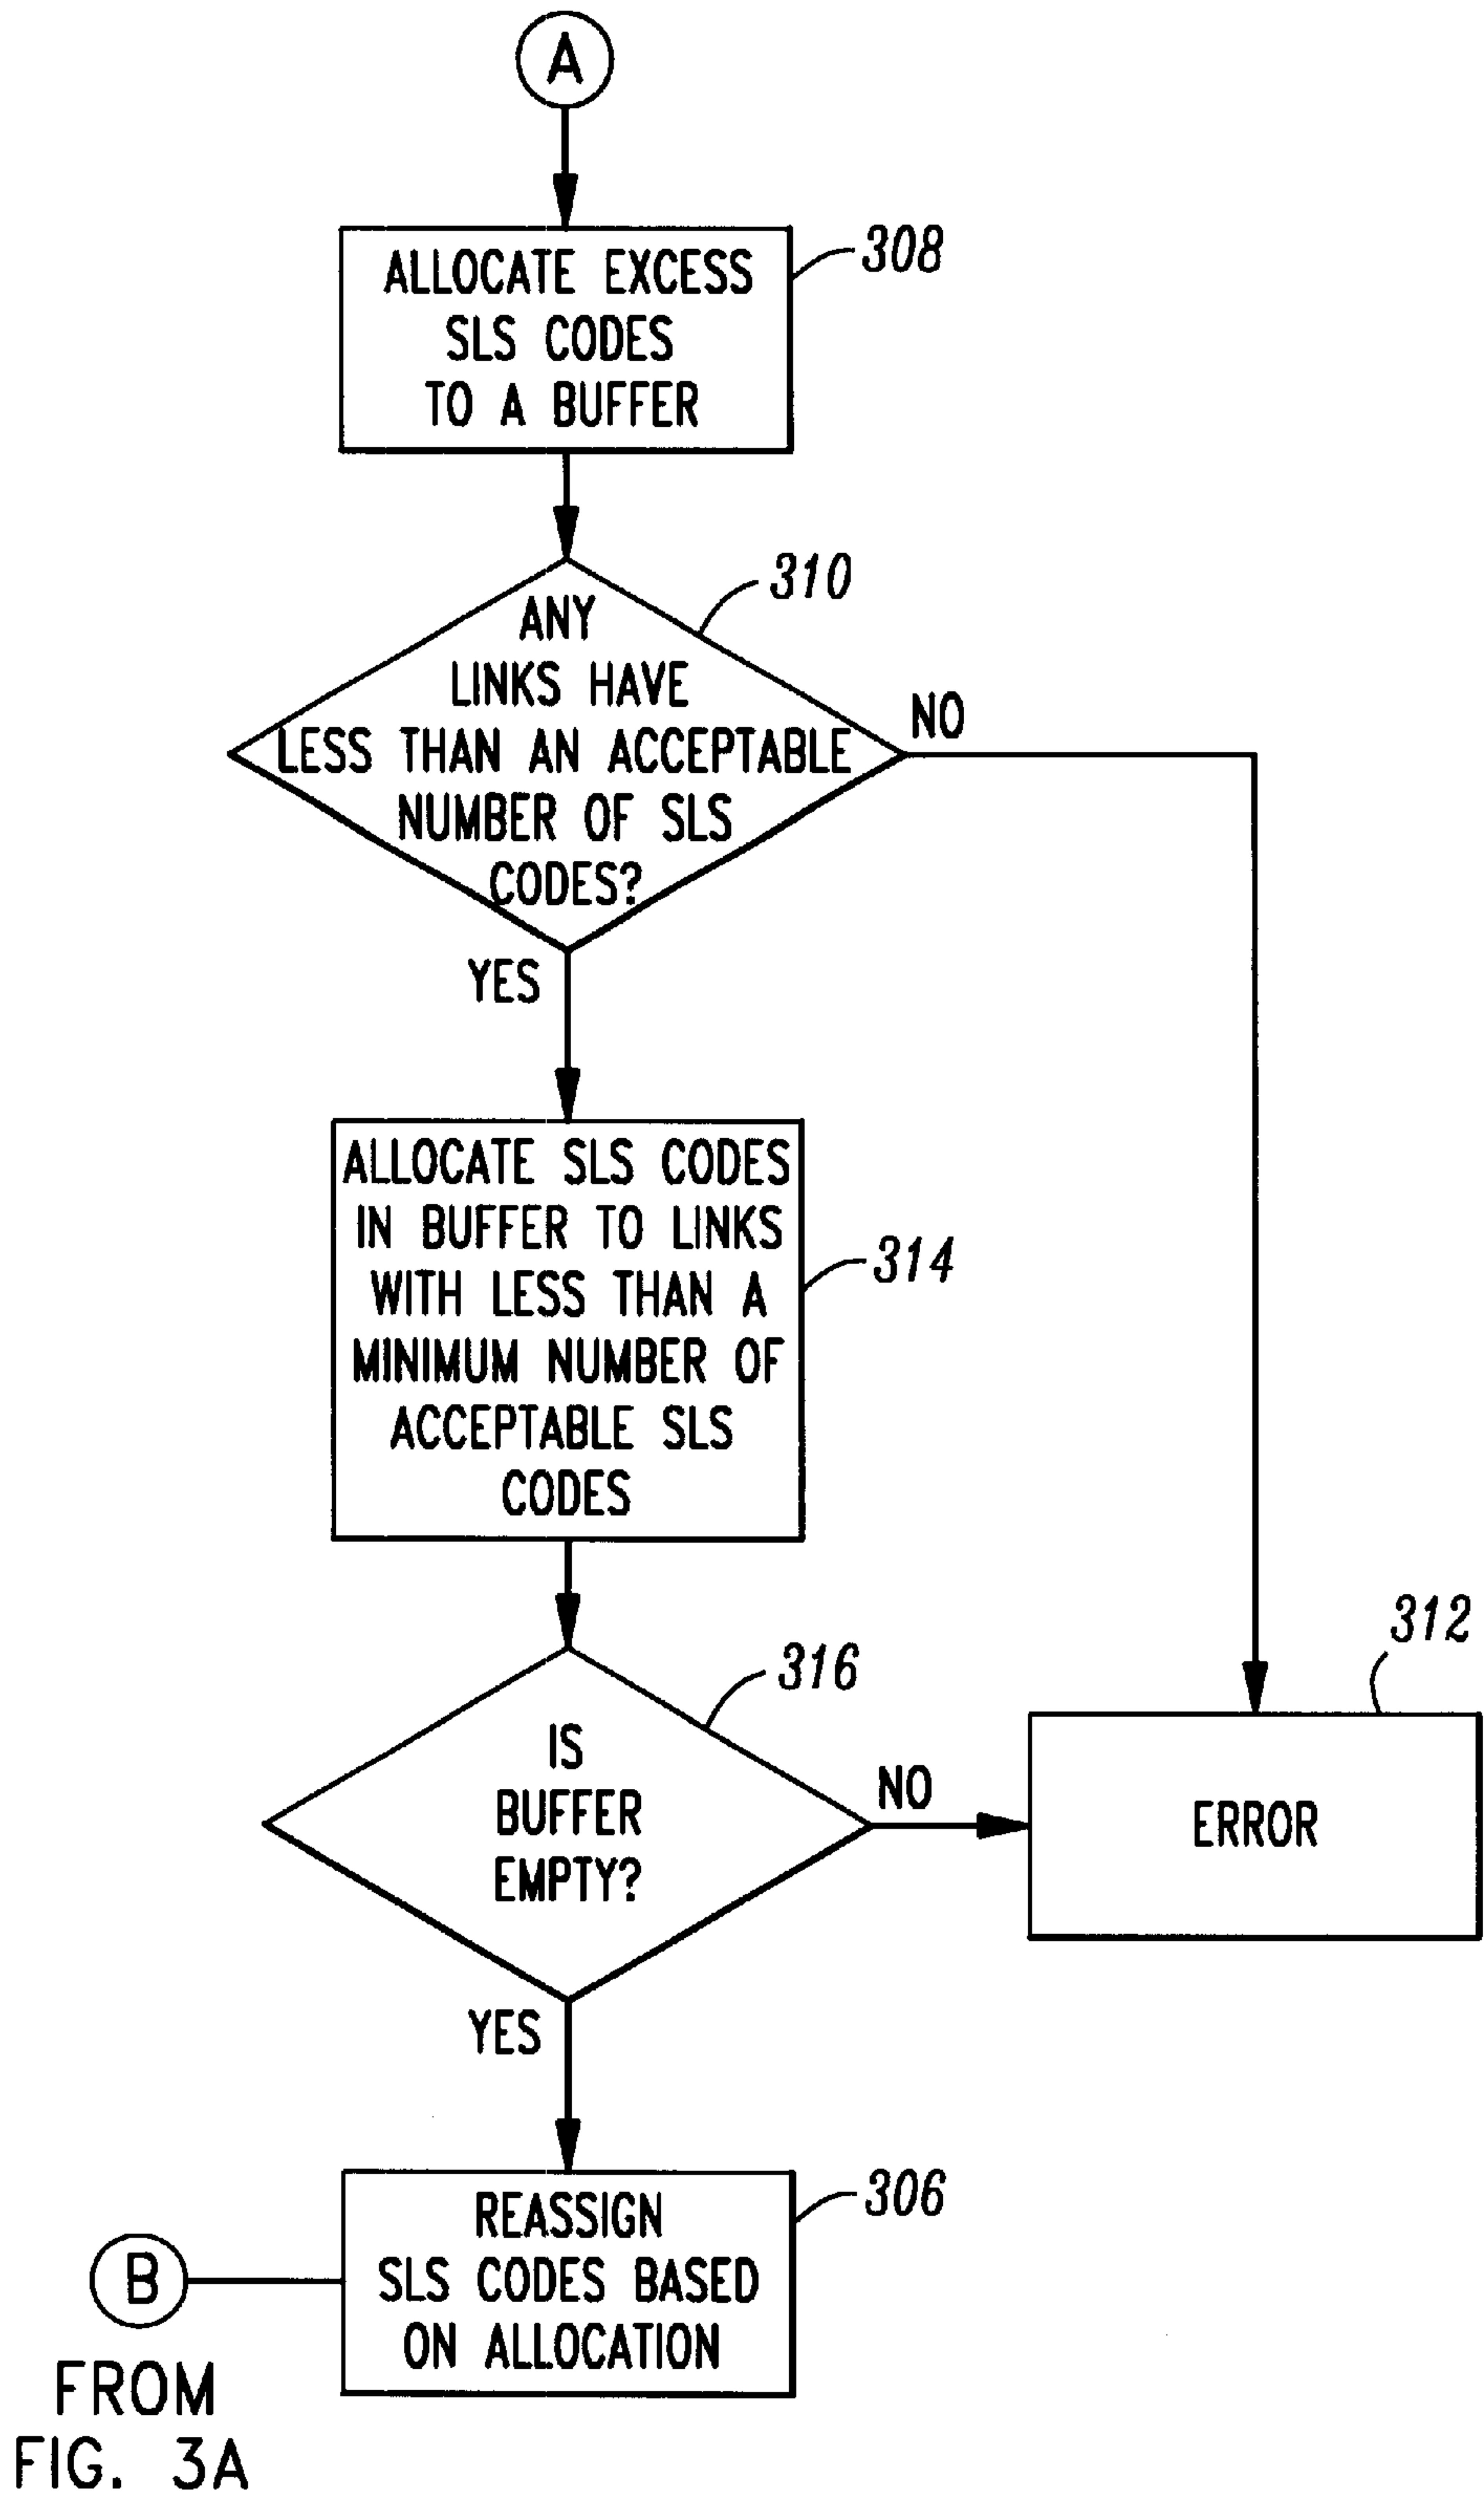 A
ALLOCATE EXCESS
SLS CODES
TO A BUFFER
308
310
ANY
LINKS HAVE
LESS THAN AN ACCEPTABLE
NUMBER OF SLS
CODES?
NO
YES
ALLOCATE SLS CODES
IN BUFFER TO LINKS
WITH LESS THAN A
MINIMUM NUMBER OF
ACCEPTABLE SLS
CODES
314
316
IS
BUFFER
EMPTY?
NO
312
ERROR
YES
REASSIGN
SLS CODES BASED
ON ALLOCATION
306
B
FROM
FIG. 3A